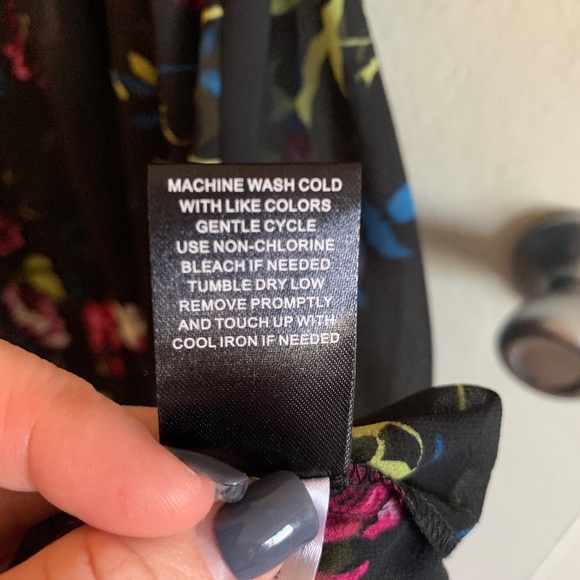 MACHINE WASH COLD
WITH LIKE COLORS
GENTLE CYCLE
USE NON-CHLORINE
BLEACH IF NEEDED
TUMBLE DRY LOW
REMOVE PROMPTLY
AND TOUCH UP WITH
COOL IRON IF NEEDED